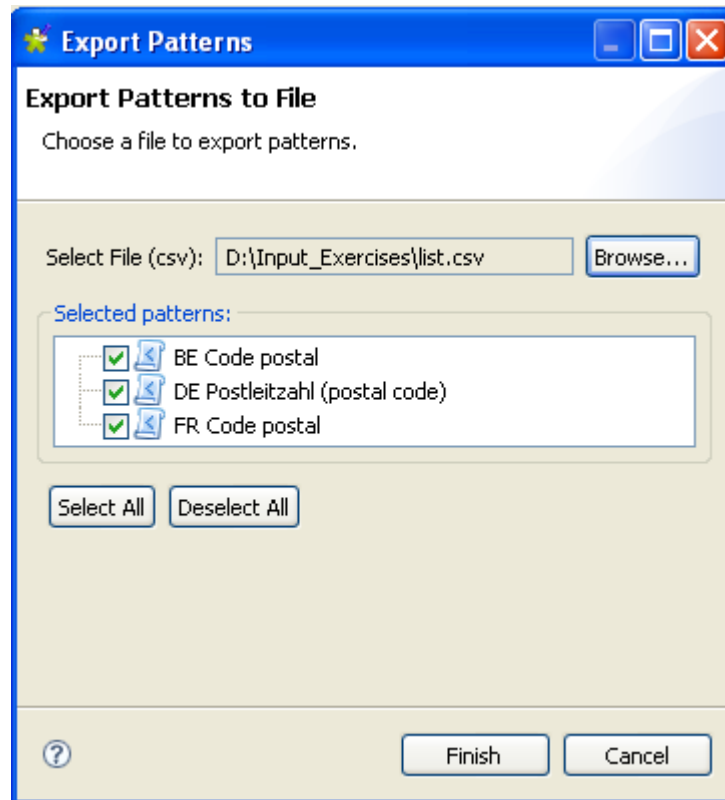 Export Patterns
Export Patterns to File
Choose a file to export patterns.
Select File (csv): D:\Input_Exercises\list.csv Browse...
Selected patterns:
BE Code postal
DE Postleitzahl (postal code)
FR Code postal
Select All Deselect All
? Finish Cancel